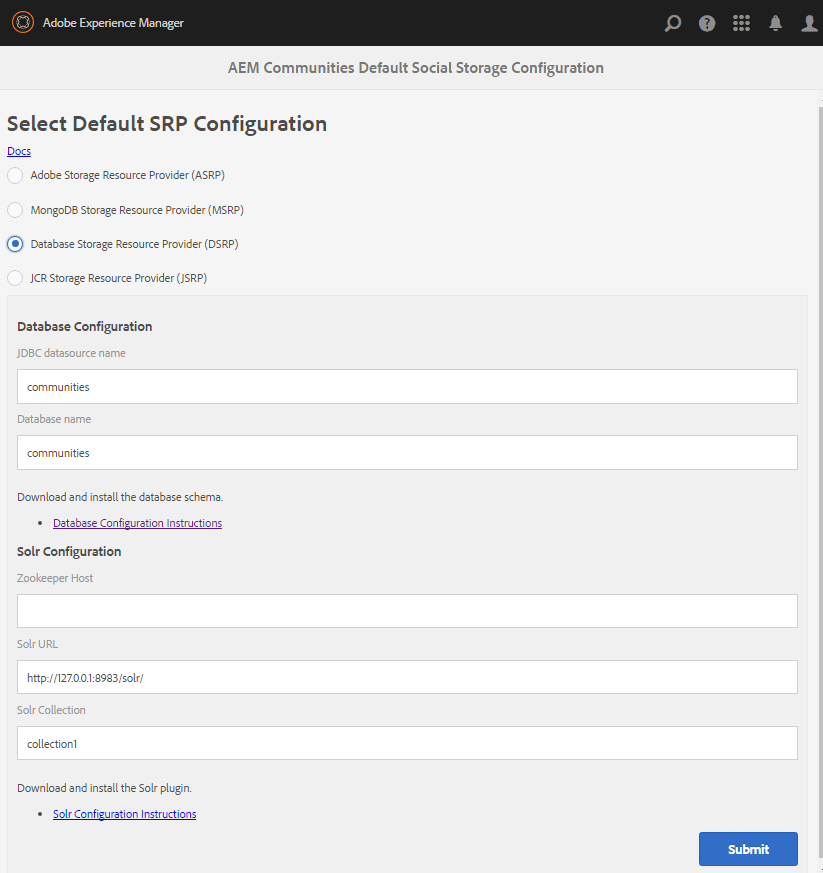 Adobe Experience Manager
AEM Communities Default Social Storage Configuration
Select Default SRP Configuration
Docs
Adobe Storage Resource Provider (ASRP)
MongoDB Storage Resource Provider (MSRP)
Database Storage Resource Provider (DSRP)
JCR Storage Resource Provider (JSRP)
Database Configuration
JDBC datasource name
communities
Database name
communities
Download and install the database schema.
• Database Configuration Instructions
Solr Configuration
Zookeeper Host
Solr URL
http://127.0.0.1:8983/solr/
Solr Collection
collection1
Download and install the Solr plugin.
• Solr Configuration Instructions
Submit